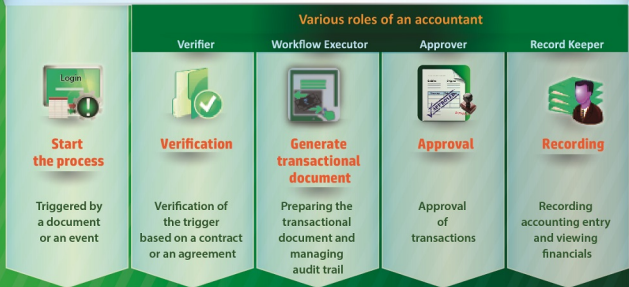 Various roles of an accountant
Verifier
Workflow Executor
Approver
Record Keeper
Login
APPROVED
Start
the process
Verification
Generate
transactional
document
Approval
Recording
Triggered by
a document
or an event
Verification of
the trigger
based on a contract
or an agreement
Preparing the
transactional
document and
managing
audit trail
Approval
of
transactions
Recording
accounting entry
and viewing
financials